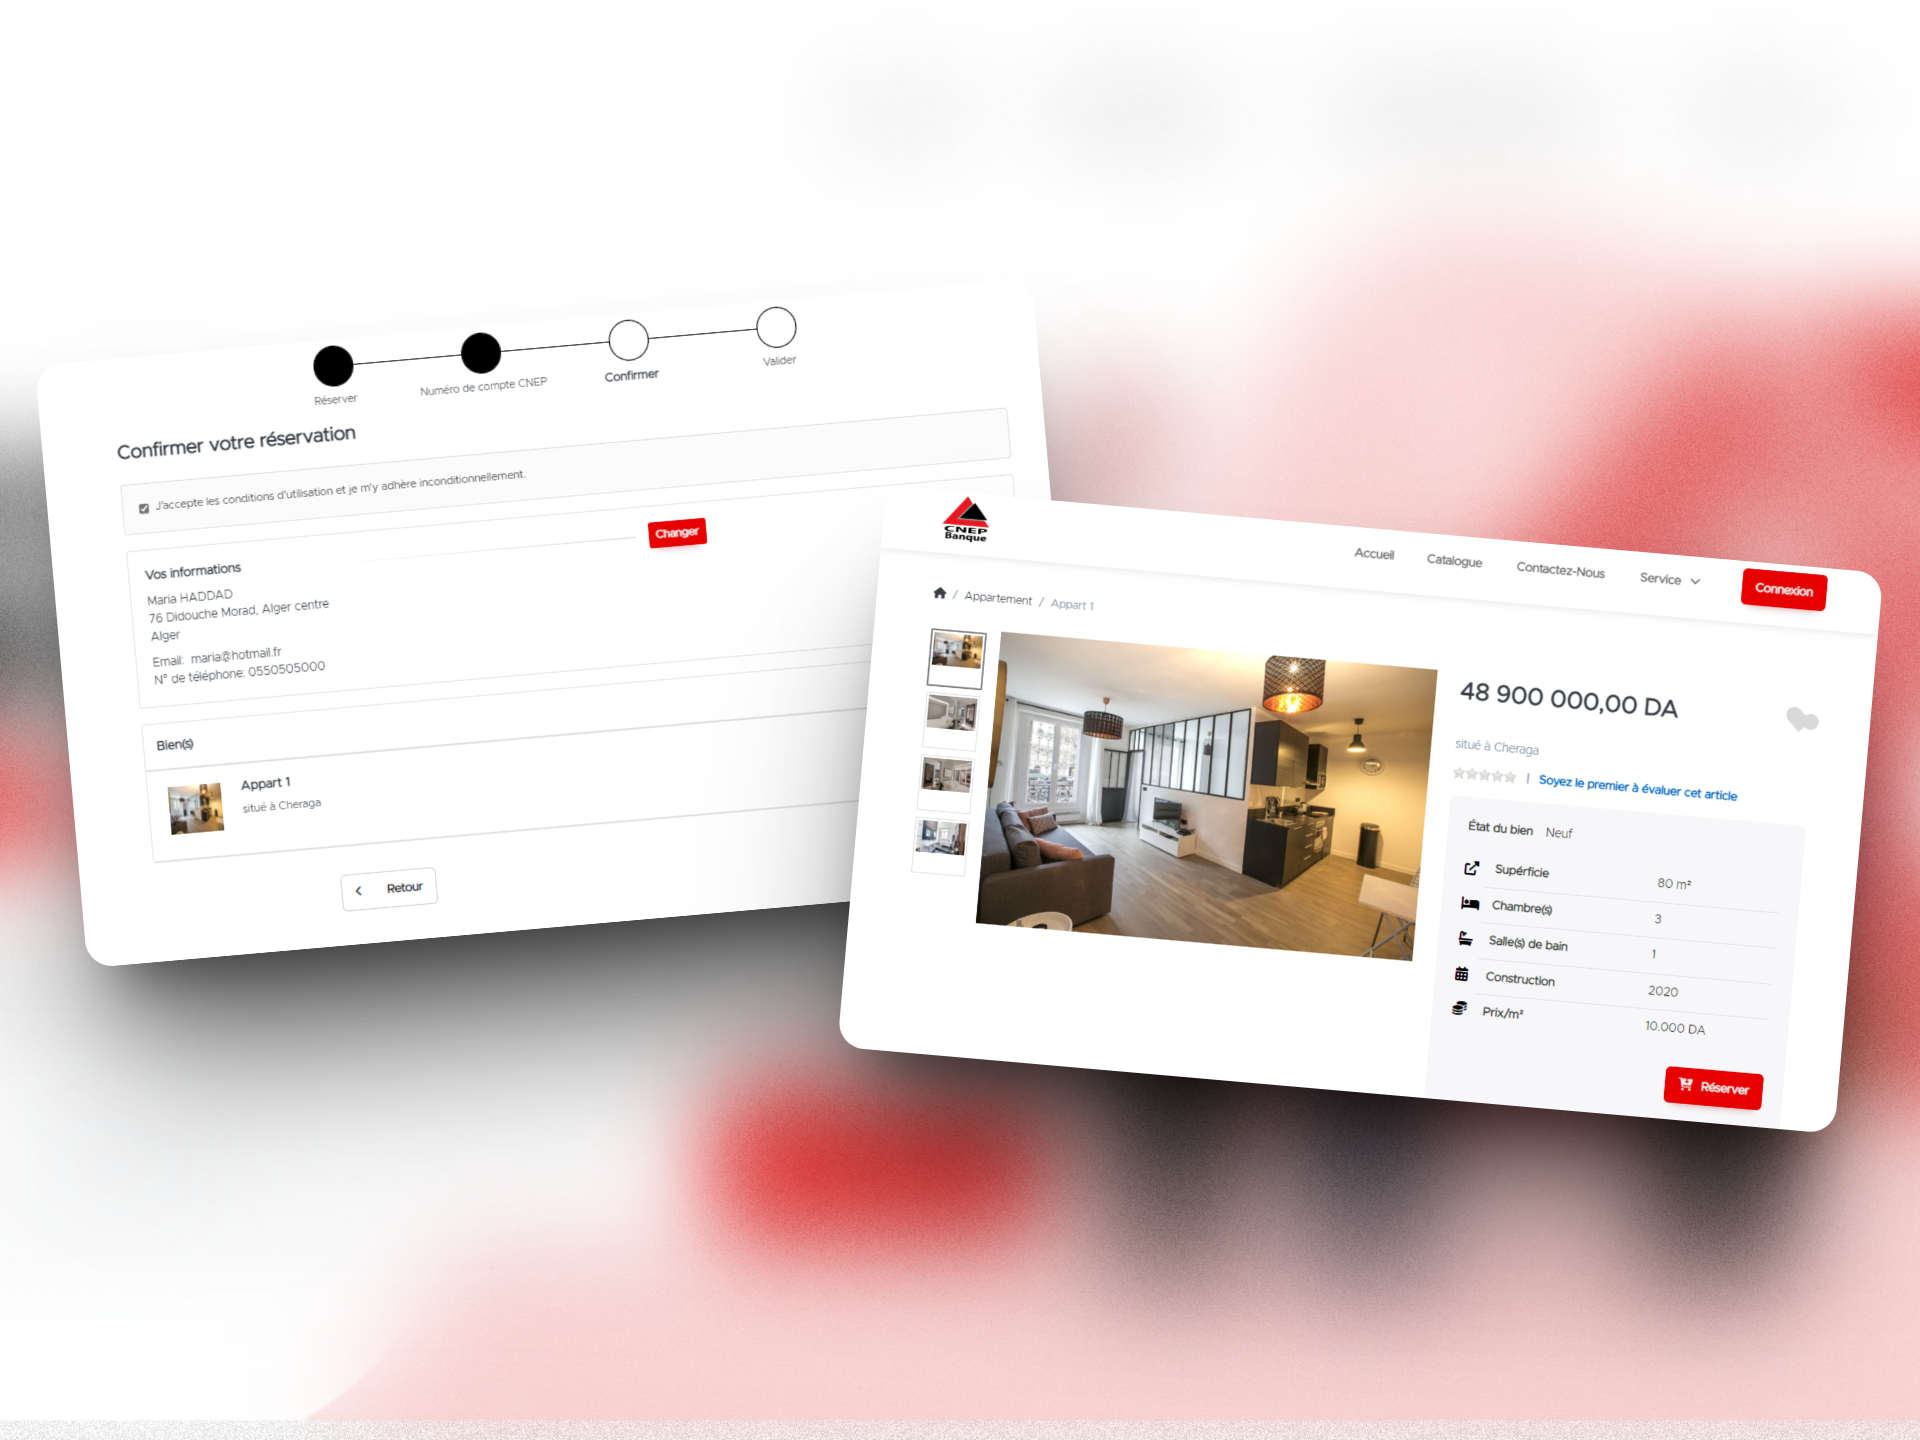 Réserver
Numéro de compte CNEP
Confirmer
Valider
Confirmer votre réservation
J'accepte les conditions d'utilisation et je m'y adhère inconditionnellement.
Vos informations
Changer
Maria HADDAD
76 Didouche Morad, Alger centre
Alger
Email: maria@hotmail.fr
N° de téléphone: 0550505000
Bien(s)
Appart 1
situé à Cheraga
Retour
CNEP
Banque
Accueil
Catalogue
Contactez-Nous
Service
Connexion
/ Appartement / Appart 1
48 900 000,00 DA
situé à Cheraga
| Soyez le premier à évaluer cet article
État du bien Neuf
Supérficie 80 m²
Chambre(s) 3
Salle(s) de bain 1
Construction 2020
Prix/m² 10.000 DA
Réserver